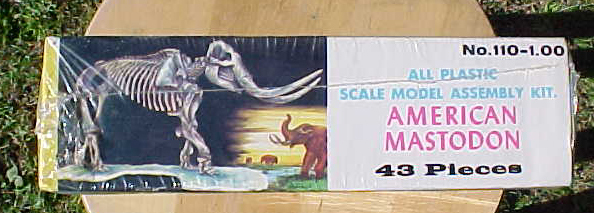 No.110-1.00
ALL PLASTIC
SCALE MODEL ASSEMBLY KIT.
AMERICAN
MASTODON
43 Pieces